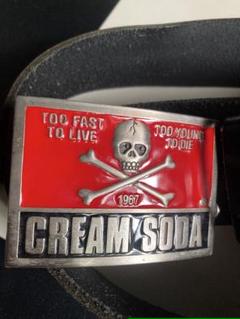 TOO FAST
TO LIVE
TOO YOUNG
TO DIE
1967
CREAM SODA